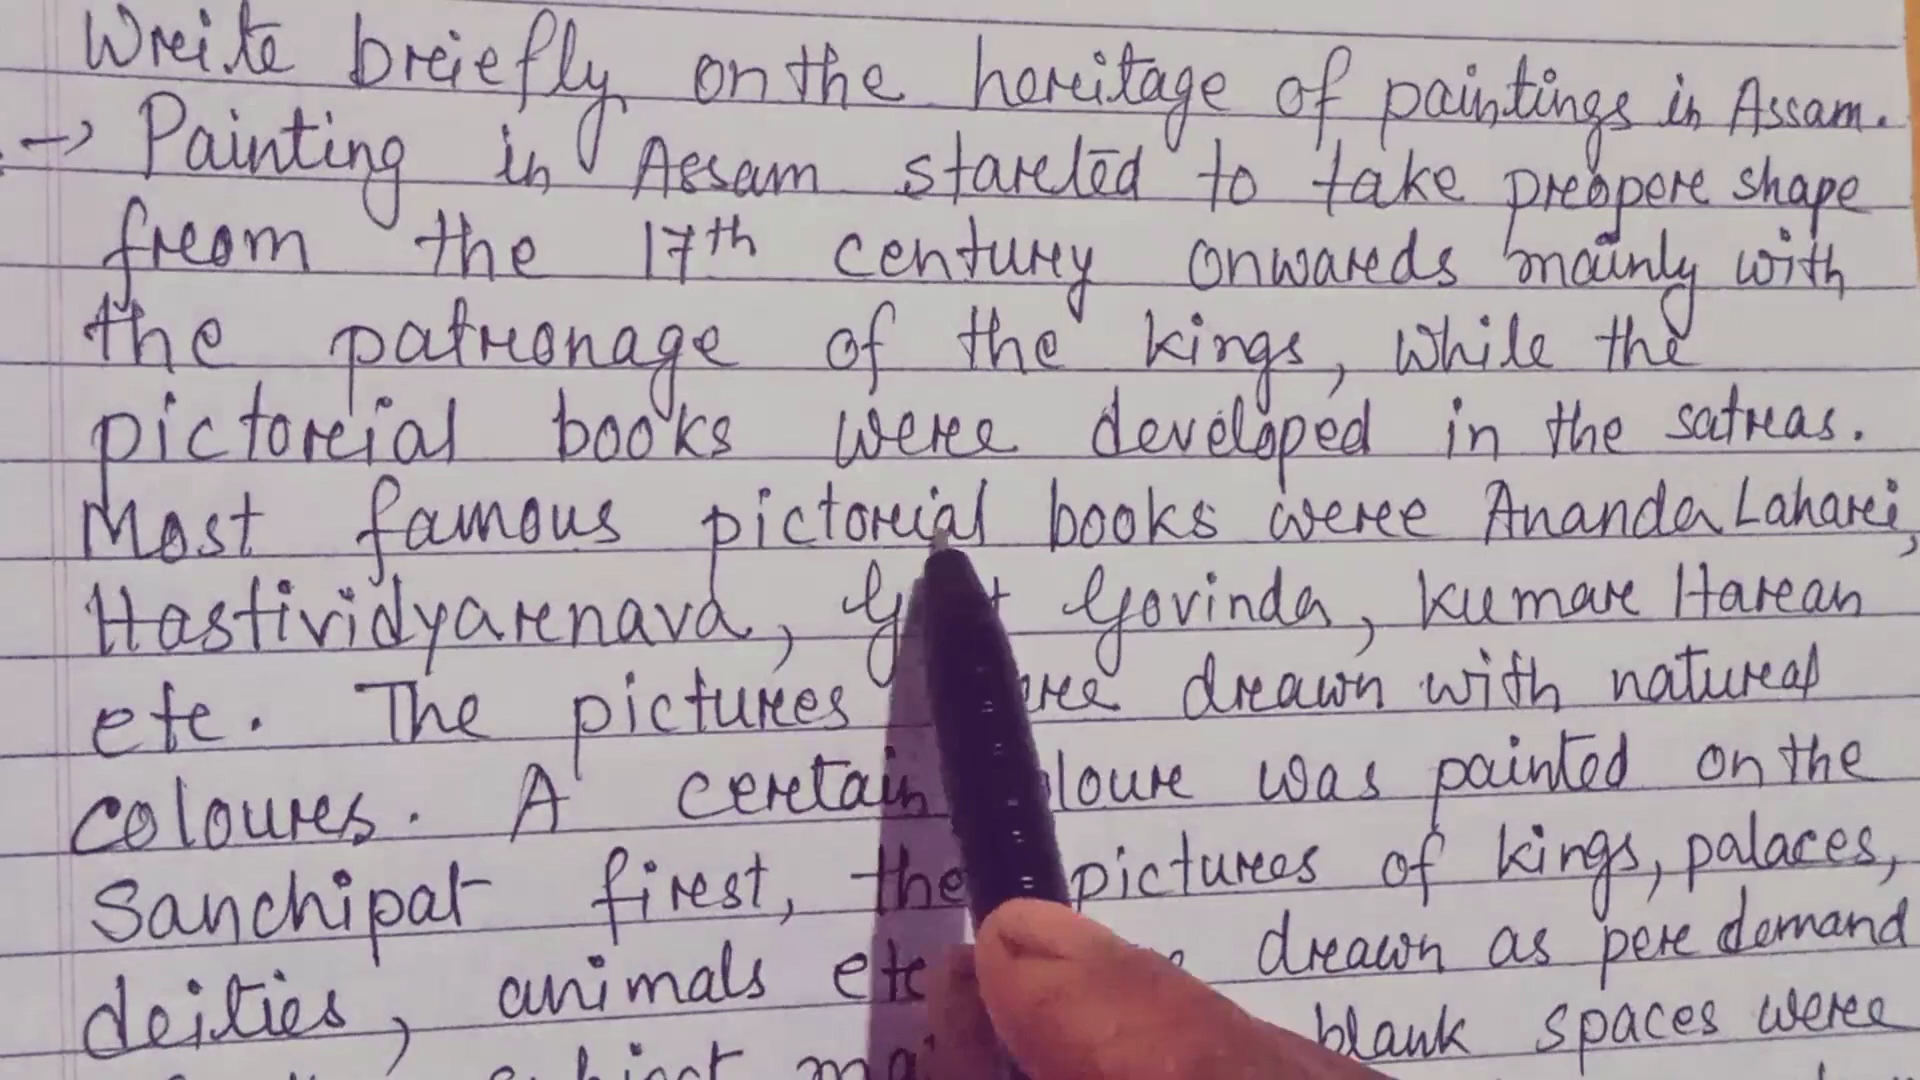 Write briefly on the heritage of paintings in Assam.
→ Painting in Assam started to take proper shape
from the 17th century onwards mainly with
the patronage of the kings, while the
pictorial books were developed in the satras.
Most famous pictorial books were Ananda Lahari,
Hastividyarnava, Govinda, Kumar Haran
etc. The pictures drawn with natural
colours. A certain was painted on the
Sanchipat first, pictures of kings, palaces,
deities, animals etc drawn as per demand
blank spaces were